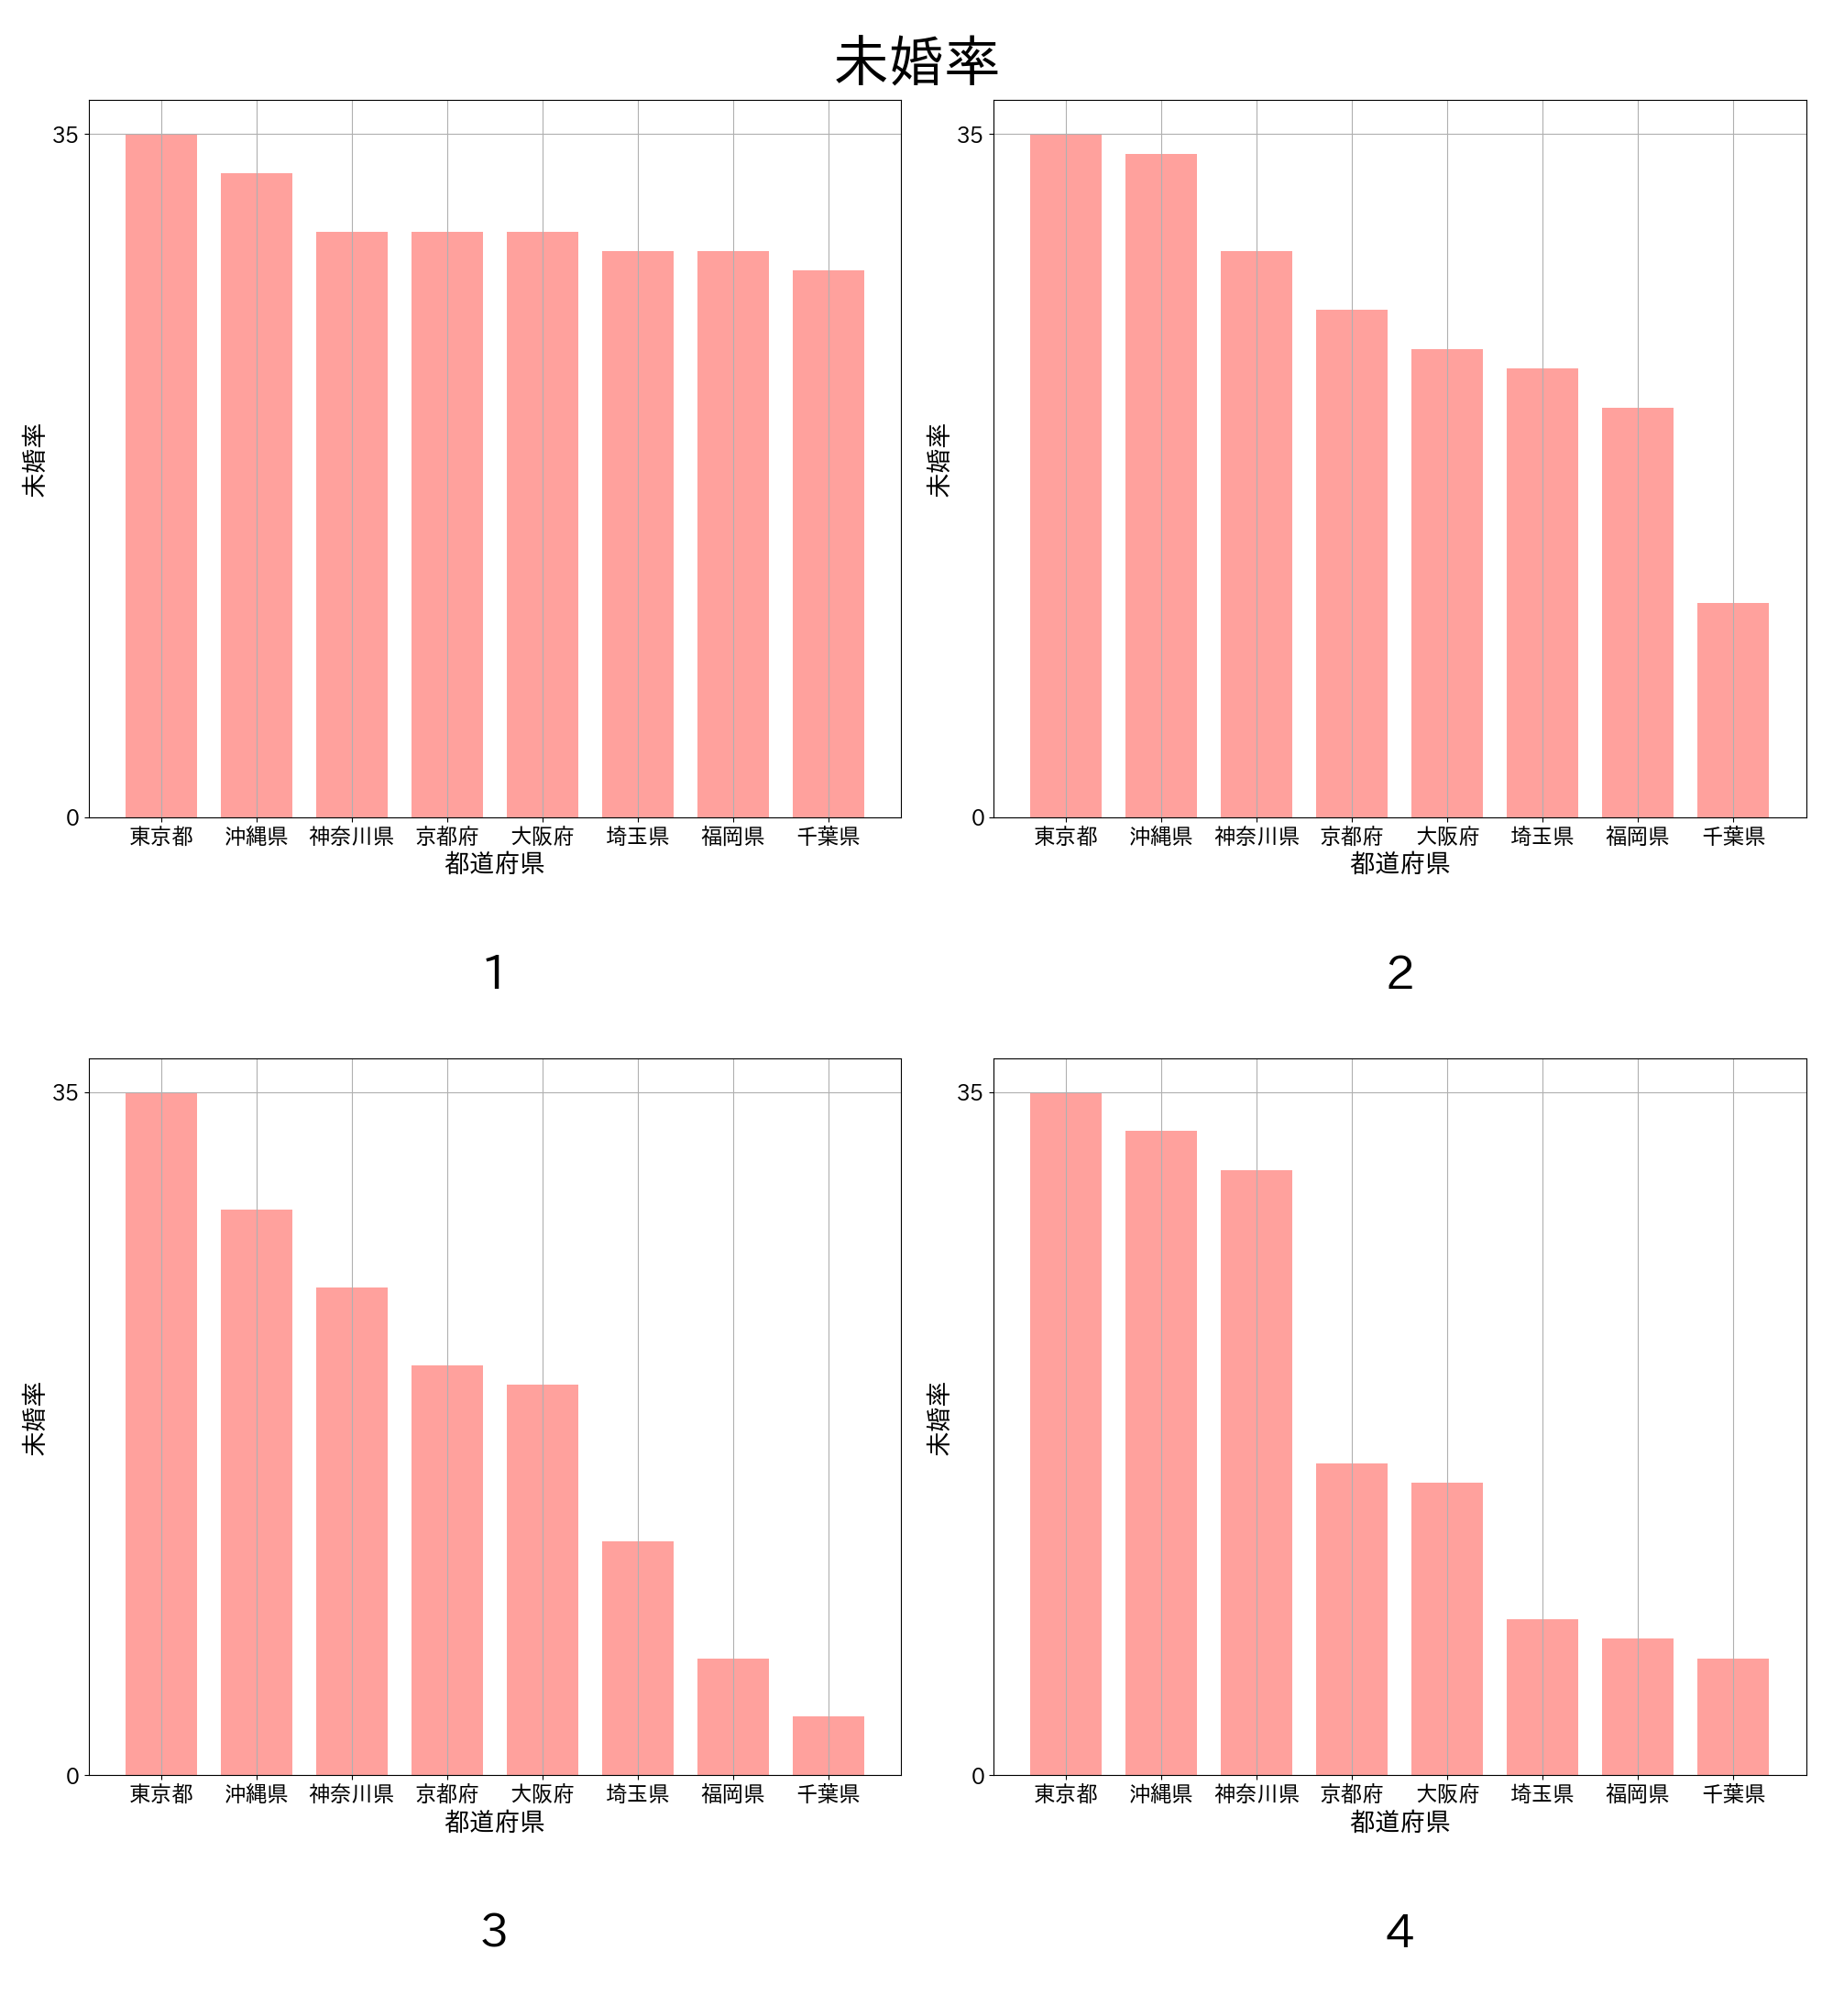 未婚率
35
0
未婚率
東京都 沖縄県 神奈川県 京都府 大阪府 埼玉県 福岡県 千葉県
都道府県
1
35
0
未婚率
東京都 沖縄県 神奈川県 京都府 大阪府 埼玉県 福岡県 千葉県
都道府県
2
35
0
未婚率
東京都 沖縄県 神奈川県 京都府 大阪府 埼玉県 福岡県 千葉県
都道府県
3
35
0
未婚率
東京都 沖縄県 神奈川県 京都府 大阪府 埼玉県 福岡県 千葉県
都道府県
4